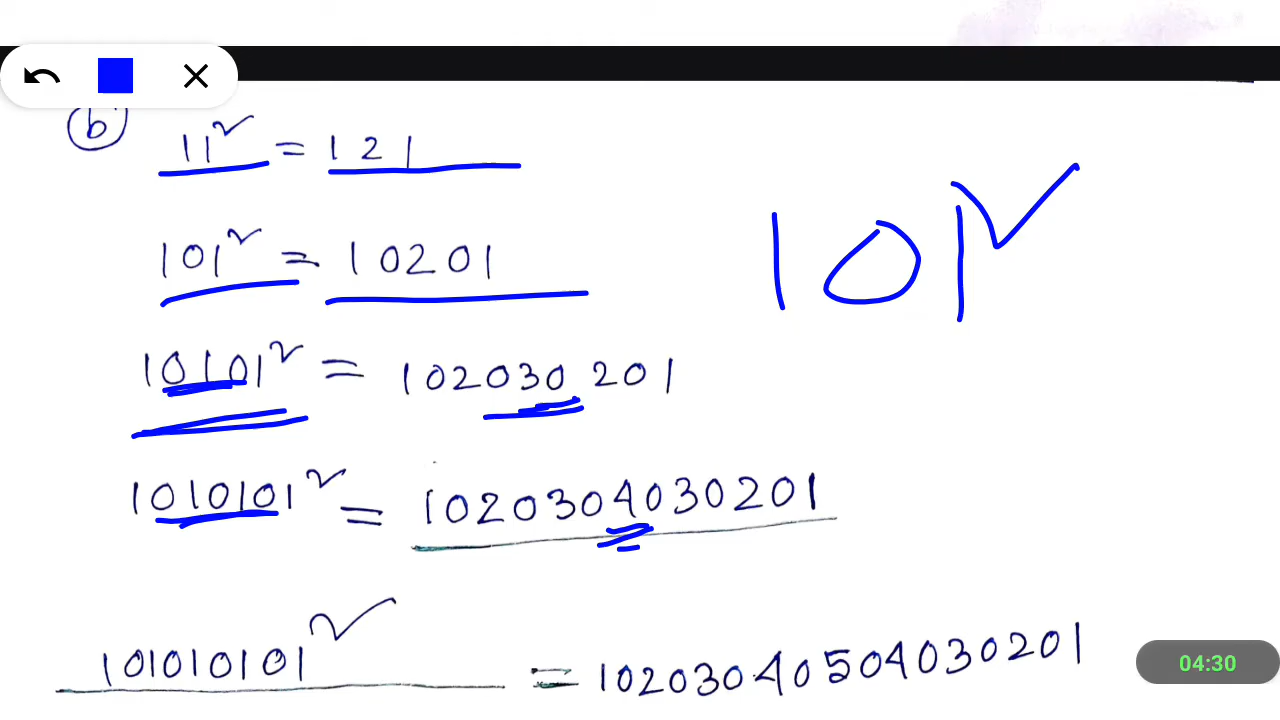 b
11² = 121
101² = 10201
101²
10101² = 102030201
1010101² = 1020304030201
101010101² = 10203040504030201
04:30